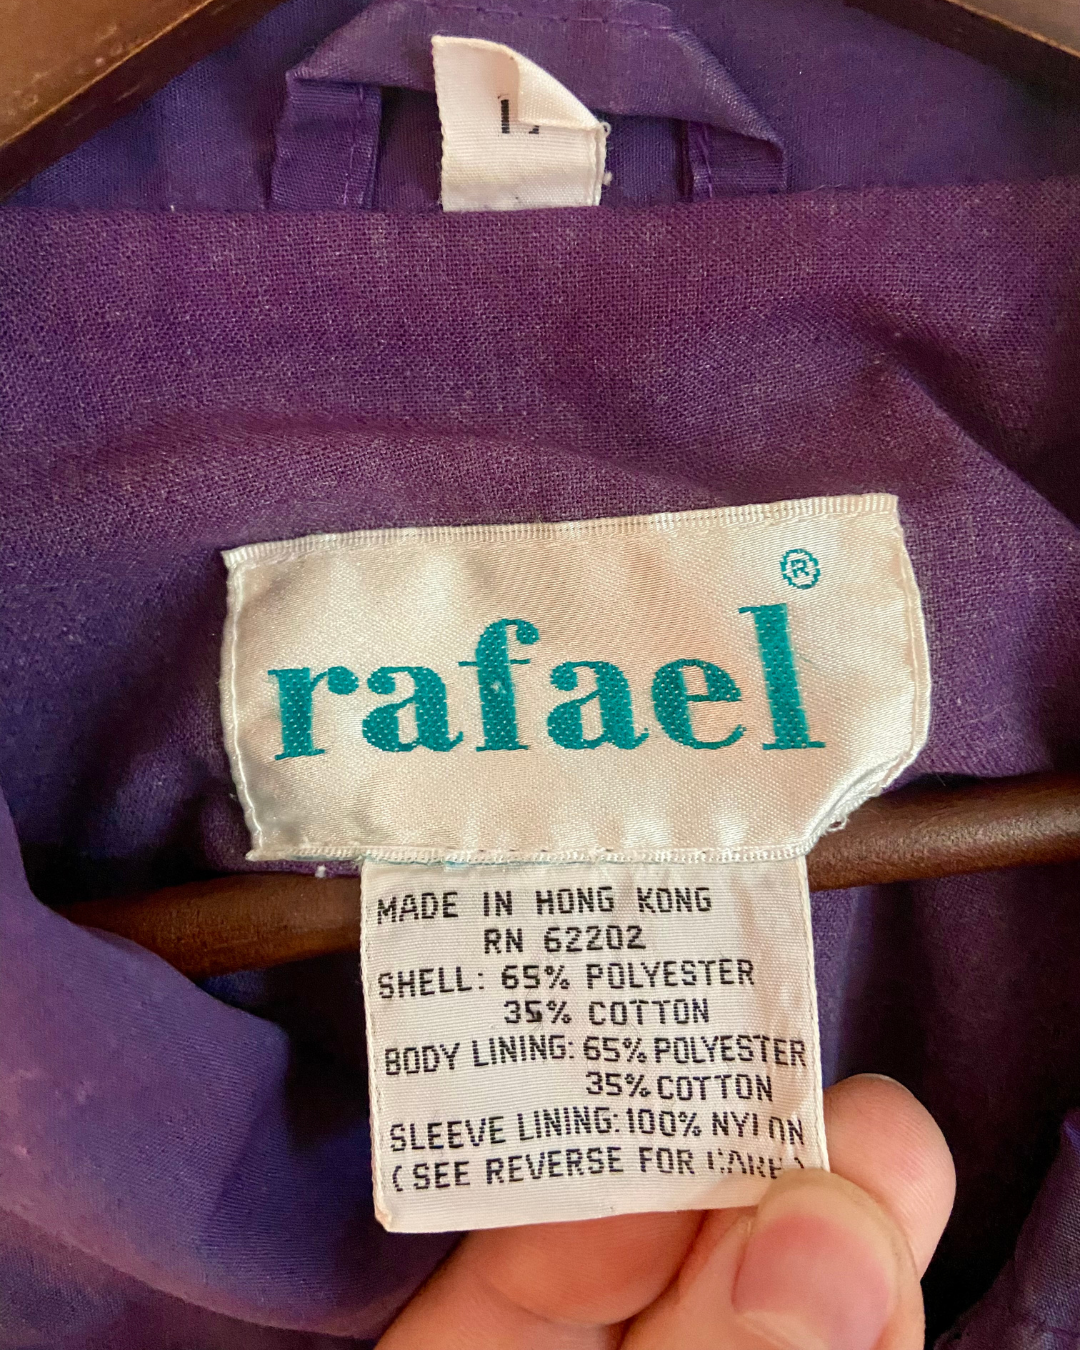 rafael®
MADE IN HONG KONG
RN 62202
SHELL: 65% POLYESTER
35% COTTON
BODY LINING: 65% POLYESTER
35% COTTON
SLEEVE LINING: 100% NYLON
(SEE REVERSE FOR CARE)